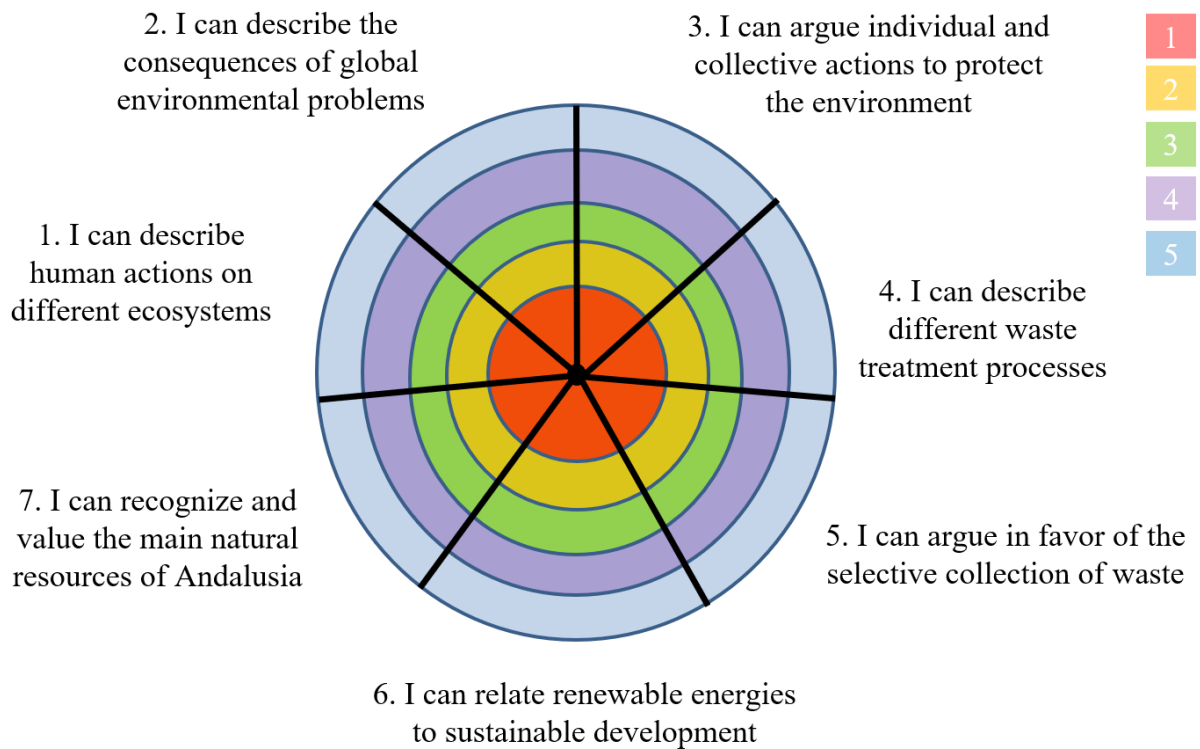 2. I can describe the
consequences of global
environmental problems
3. I can argue individual and
collective actions to protect
the environment
1
2
3
4
5
1. I can describe
human actions on
different ecosystems
4. I can describe
different waste
treatment processes
7. I can recognize and
value the main natural
resources of Andalusia
5. I can argue in favor of the
selective collection of waste
6. I can relate renewable energies
to sustainable development